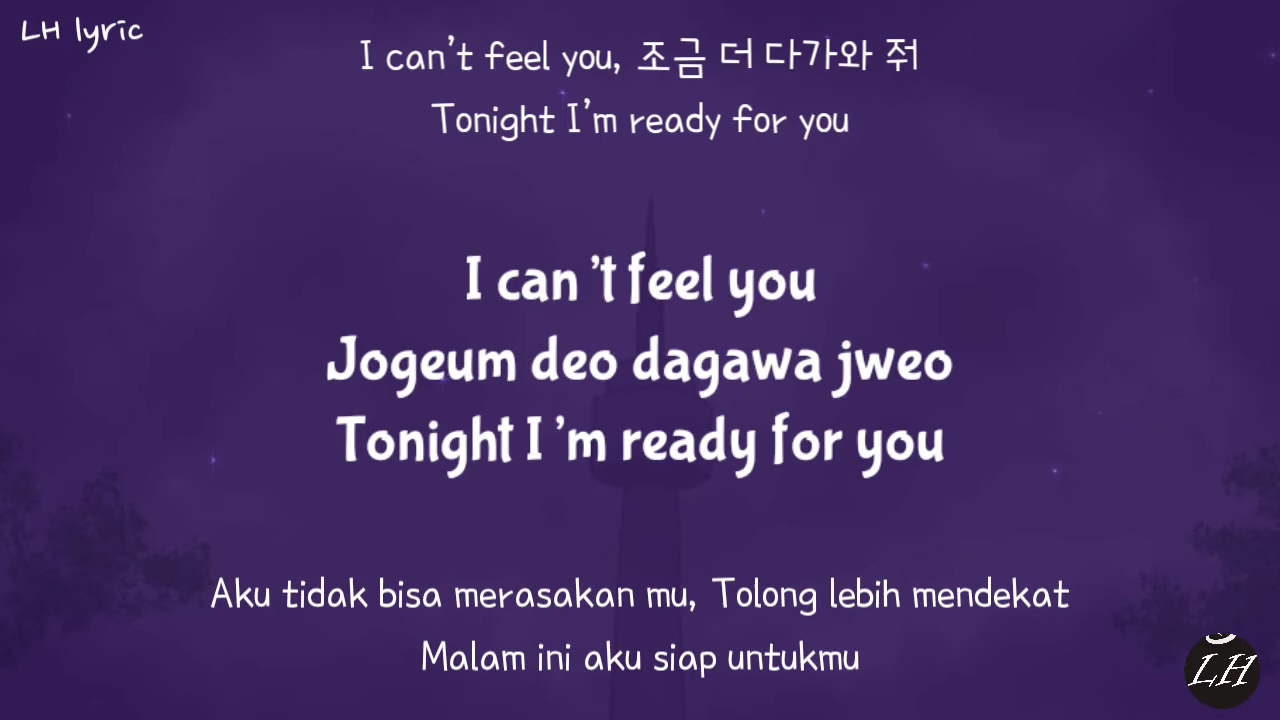 LH lyric
I can't feel you, 조금 더 다가와 줘
Tonight I'm ready for you
I can 't feel you
Jogeum deo dagawa jweo
Tonight I 'm ready for you
Aku tidak bisa merasakan mu, Tolong lebih mendekat
Malam ini aku siap untukmu
LH